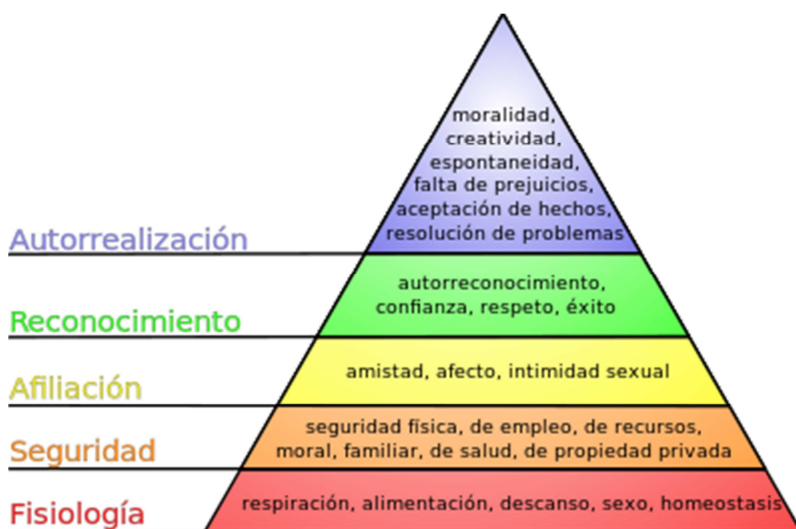 moralidad,
creatividad,
espontaneidad,
falta de prejuicios,
aceptación de hechos,
resolución de problemas
Autorrealización
autorreconocimiento,
confianza, respeto, éxito
Reconocimiento
amistad, afecto, intimidad sexual
Afiliación
seguridad física, de empleo, de recursos,
moral, familiar, de salud, de propiedad privada
Seguridad
respiración, alimentación, descanso, sexo, homeostasis
Fisiología